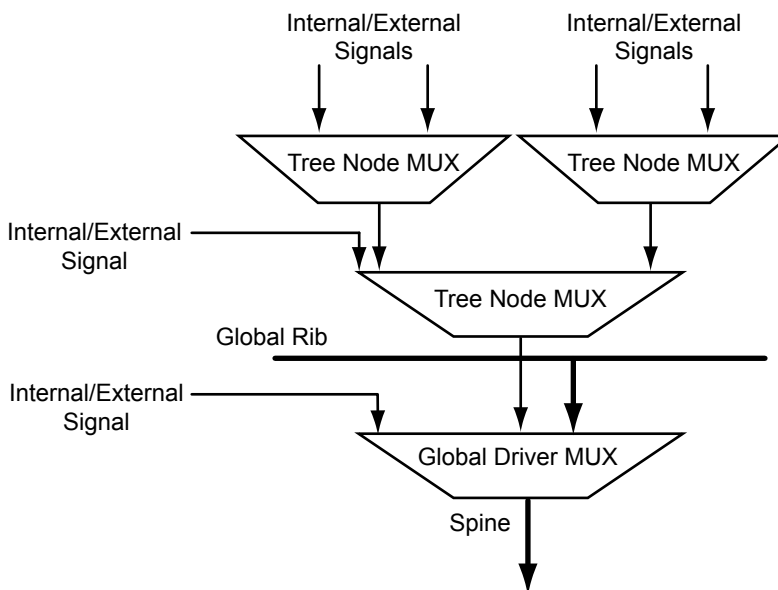 Internal/External
Signals
Internal/External
Signals
Tree Node MUX
Tree Node MUX
Internal/External
Signal
Tree Node MUX
Global Rib
Internal/External
Signal
Global Driver MUX
Spine